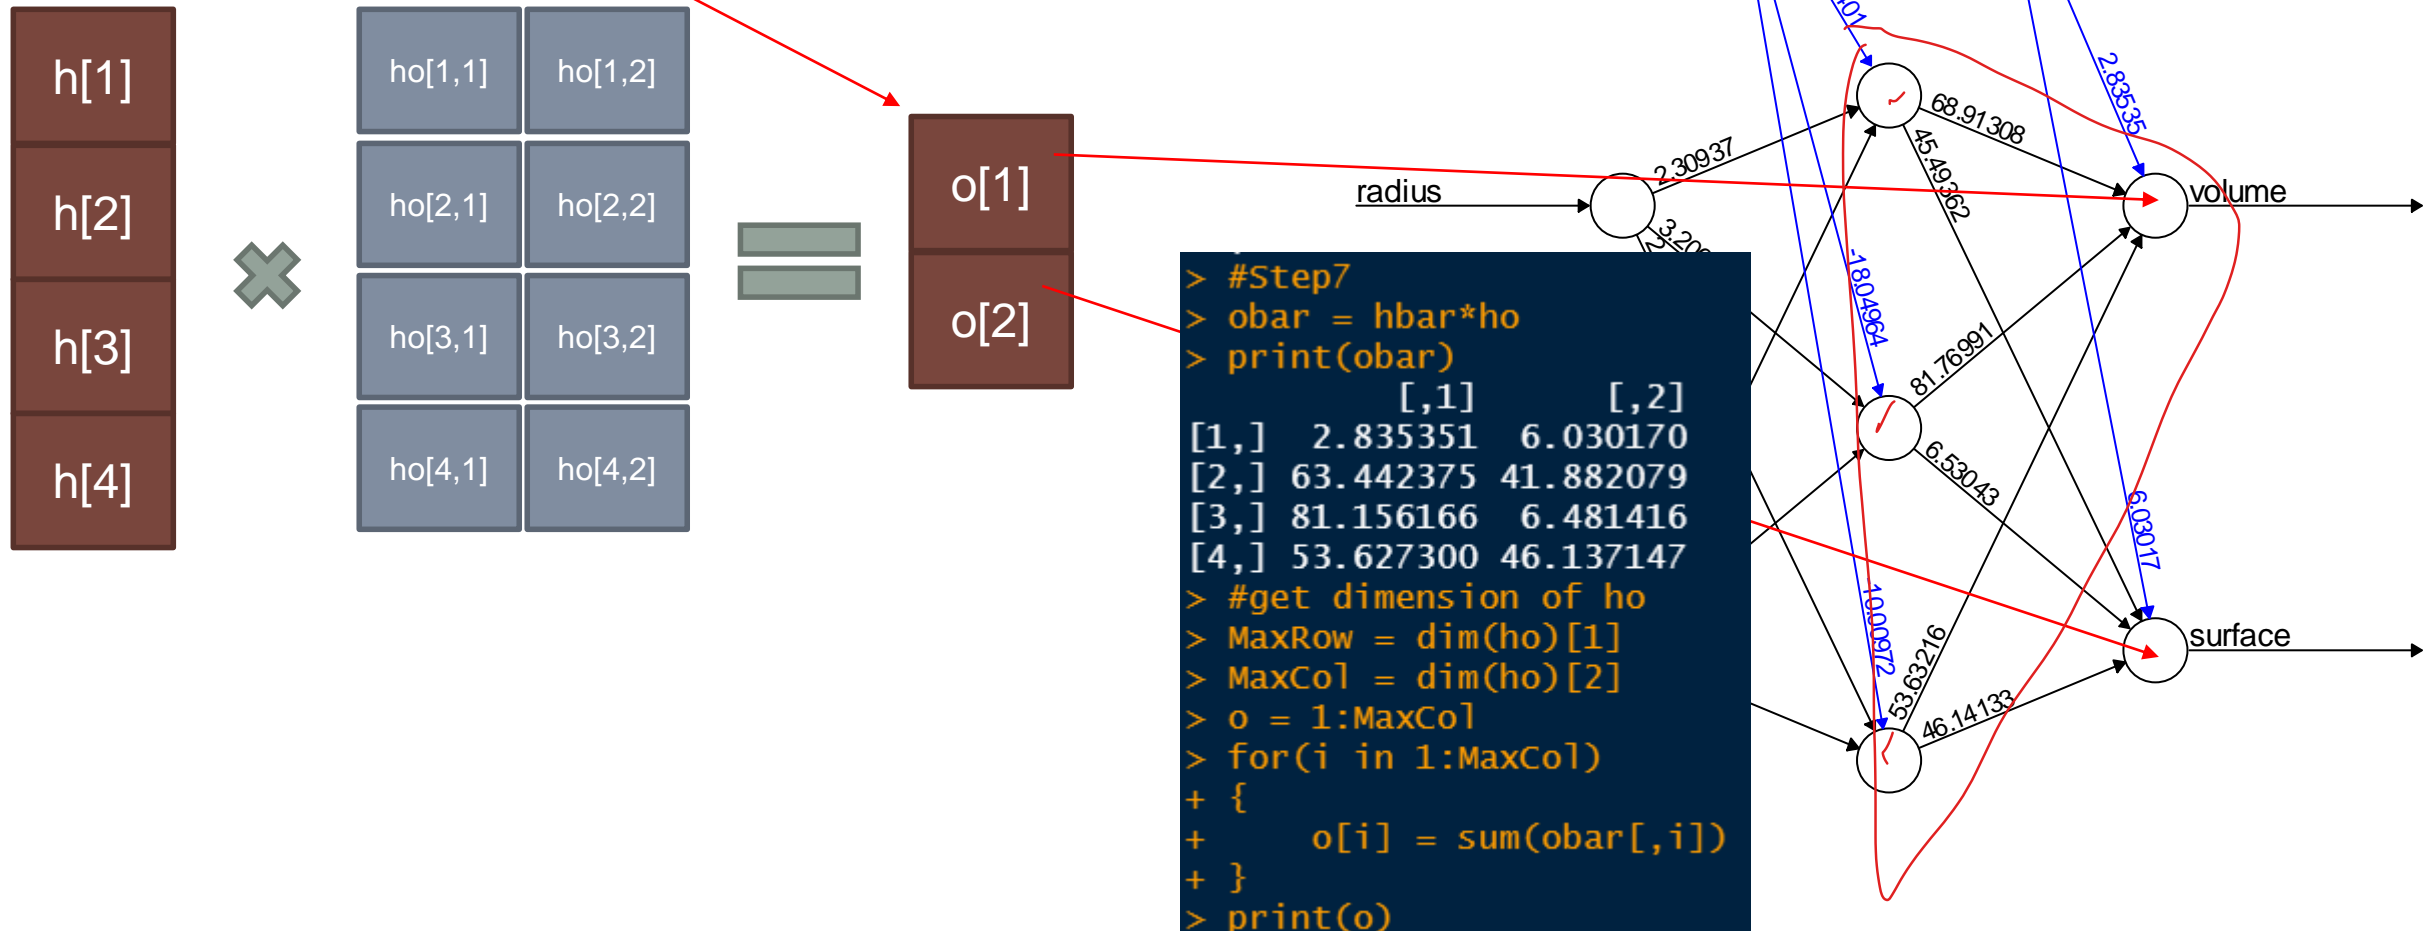 h[1]
h[2]
h[3]
h[4]
ho[1,1] ho[1,2]
ho[2,1] ho[2,2]
ho[3,1] ho[3,2]
ho[4,1] ho[4,2]
o[1]
o[2]
> #Step7
> obar = hbar*ho
> print(obar)
[,1] [,2]
[1,] 2.835351 6.030170
[2,] 63.442375 41.882079
[3,] 81.156166 6.481416
[4,] 53.627300 46.137147
> #get dimension of ho
> MaxRow = dim(ho)[1]
> MaxCol = dim(ho)[2]
> o = 1:MaxCol
> for(i in 1:MaxCol)
+ {
+ o[i] = sum(obar[,i])
+ }
> print(o)
radius
2.30937
68.91308
45.49362
2.83535
volume
-18.04964
81.76991
6.53043
6.03017
10.00972
53.63216
46.14133
surface